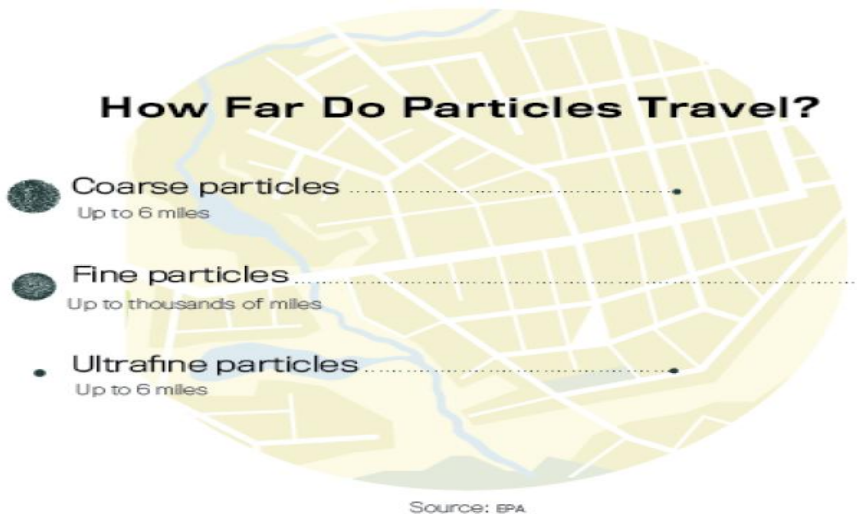 How Far Do Particles Travel?
Coarse particles
Up to 6 miles
Fine particles
Up to thousands of miles
Ultrafine particles
Up to 6 miles
Source: EPA